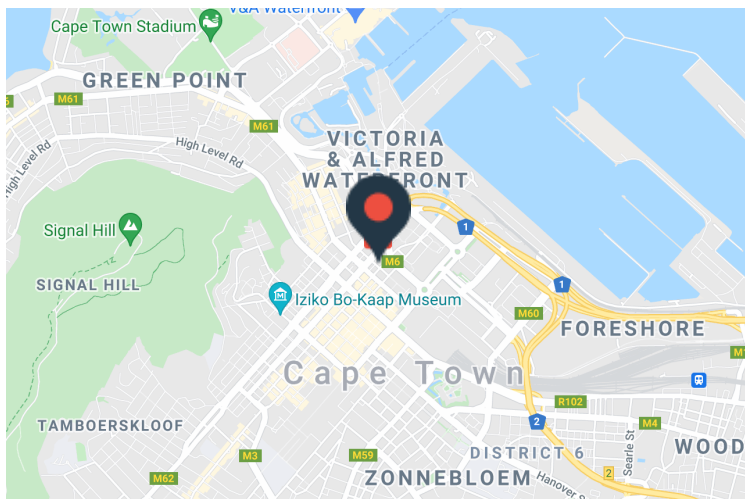 V&A Waterfront
Cape Town Stadium
GREEN POINT
M61
M61
High Level Rd
High Level Rd
VICTORIA
& ALFRED
WATERFRONT
1
Signal Hill
M6
SIGNAL HILL
1
Iziko Bo-Kaap Museum
M60
FORESHORE
Cape Town
R102
TAMBOERSKLOOF
2
M4
DISTRICT 6
Searle St
WOOD
M3
M59
ZONNEBLOEM
2
M62
Hanover S